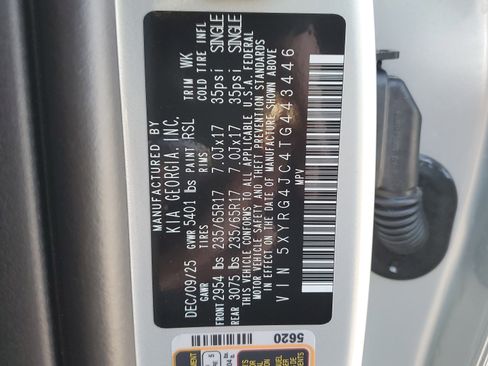 MANUFACTURED BY
KIA GEORGIA, INC.
DEC/09/25 GVWR 5401 lbs PAINT RSL TRIM WK
GAWR TIRES RIMS COLD TIRE INFL
FRONT 2954 lbs 235/65R17 7.0Jx17 35psi SINGLE
REAR 3075 lbs 235/65R17 7.0Jx17 35psi SINGLE
THIS VEHICLE CONFORMS TO ALL APPLICABLE U.S.A. FEDERAL
MOTOR VEHICLE SAFETY, BUMPER, AND THEFT PREVENTION STANDARDS
IN EFFECT ON THE DATE OF MANUFACTURE SHOWN ABOVE
VIN 5XYRG4JC4TG443446
MPV
5620